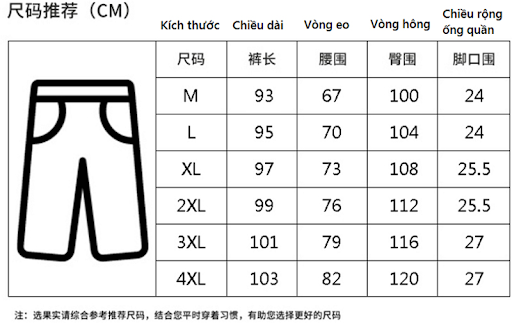 尺码推荐（CM）
Kích thước Chiều dài Vòng eo Vòng hông Chiều rộng ống quần
尺码 裤长 腰围 臀围 脚口围
M 93 67 100 24
L 95 70 104 24
XL 97 73 108 25.5
2XL 99 76 112 25.5
3XL 101 79 116 27
4XL 103 82 120 27
注：选果实请综合参考推荐尺码，结合您平时穿着习惯，有助您选择更好的尺码